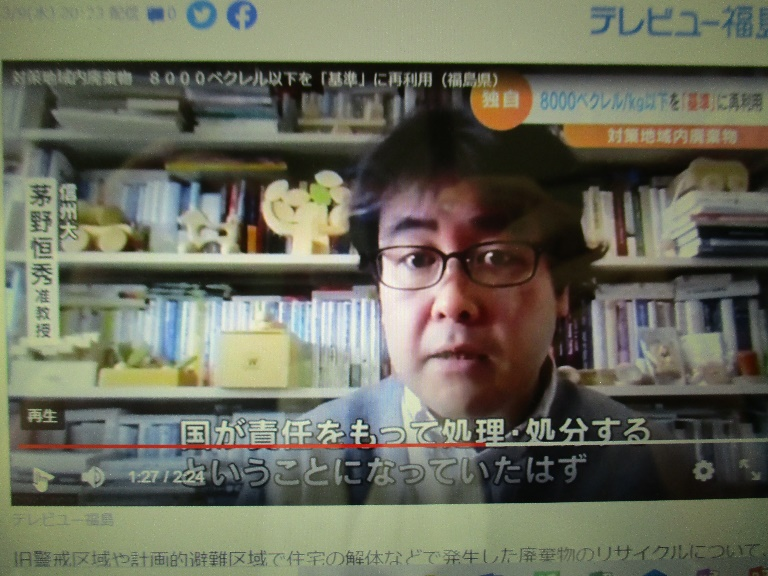 3/9(水) 20:23 配信 0
テレビュー福島
対策地域内廃棄物 8000ベクレル以下を「基準」に再利用（福島県）
独自
8000ベクレル/kg以下を「基準」に再利用
対策地域内廃棄物
信州大
茅野恒秀 准教授
再生
国が責任をもって処理・処分する
ということになっていたはず
1:27 / 2:24
テレビュー福島
旧警戒区域や計画的避難区域で住宅の解体などで発生した廃棄物のリサイクルについて、